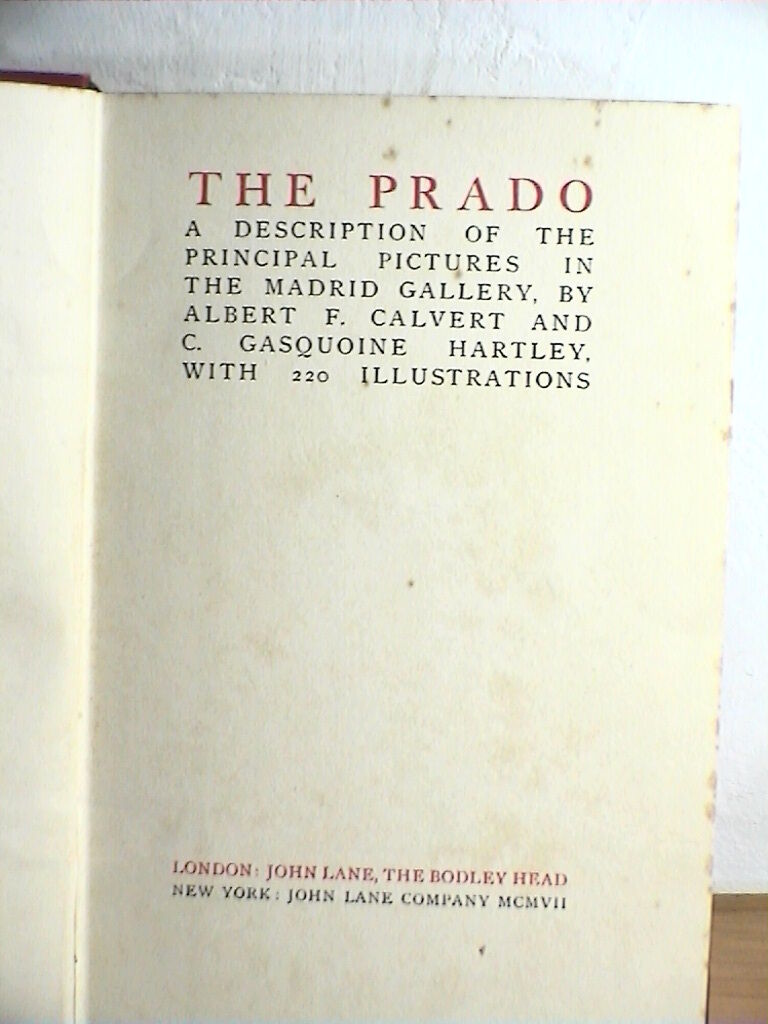 THE PRADO
A DESCRIPTION OF THE
PRINCIPAL PICTURES IN
THE MADRID GALLERY, BY
ALBERT F. CALVERT AND
C. GASQUOINE HARTLEY,
WITH 220 ILLUSTRATIONS
LONDON: JOHN LANE, THE BODLEY HEAD
NEW YORK: JOHN LANE COMPANY MCMVII